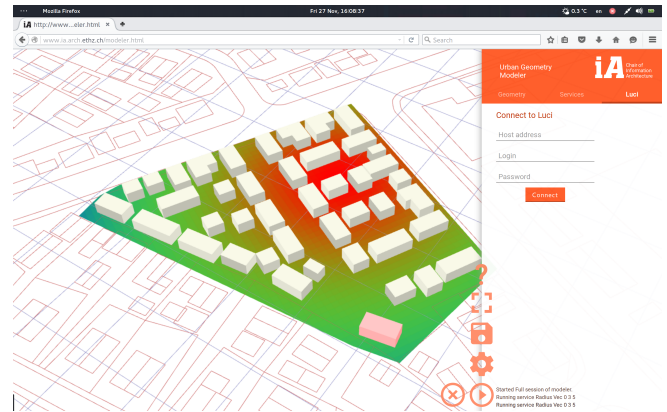 Mozilla Firefox
Fri 27 Nov, 16:08:37
0.3 °C
en
iA http://www...eler.html
www.ia.arch.ethz.ch/modeler.html
Search
Urban Geometry
Modeler
iA
Chair of
Information
Architecture
Geometry
Services
Luci
Connect to Luci
Host address
Login
Password
Connect
?
Started Full session of modeler.
Running service Radius Vec 0 3 5
Running service Radius Vec 0 3 5